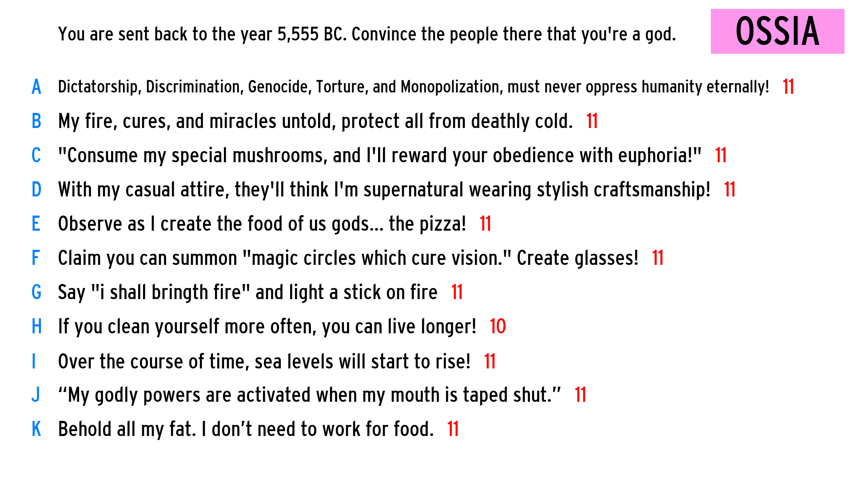 You are sent back to the year 5,555 BC. Convince the people there that you're a god.
OSSIA
A Dictatorship, Discrimination, Genocide, Torture, and Monopolization, must never oppress humanity eternally! 11
B My fire, cures, and miracles untold, protect all from deathly cold. 11
C "Consume my special mushrooms, and I'll reward your obedience with euphoria!" 11
D With my casual attire, they'll think I'm supernatural wearing stylish craftsmanship! 11
E Observe as I create the food of us gods... the pizza! 11
F Claim you can summon "magic circles which cure vision." Create glasses! 11
G Say "i shall bringth fire" and light a stick on fire 11
H If you clean yourself more often, you can live longer! 10
I Over the course of time, sea levels will start to rise! 11
J “My godly powers are activated when my mouth is taped shut.” 11
K Behold all my fat. I don’t need to work for food. 11